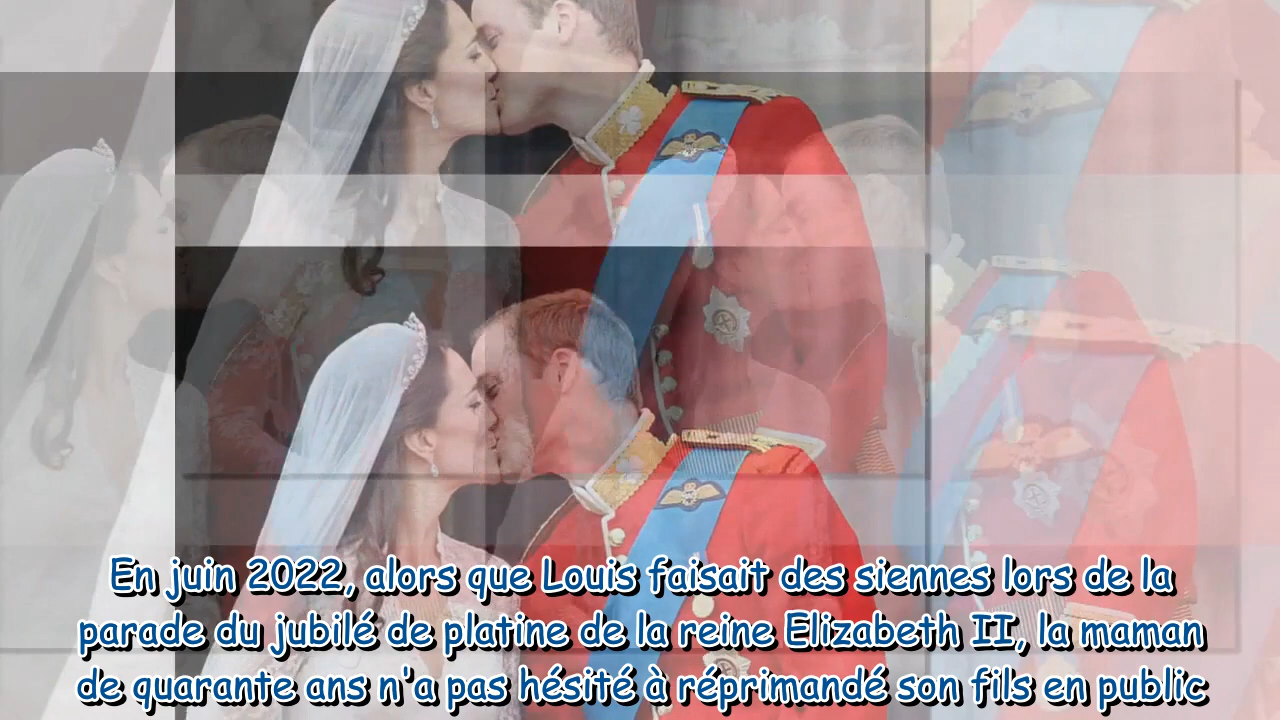 En juin 2022, alors que Louis faisait des siennes lors de la
parade du jubilé de platine de la reine Elizabeth II, la maman
de quarante ans n'a pas hésité à réprimandé son fils en public